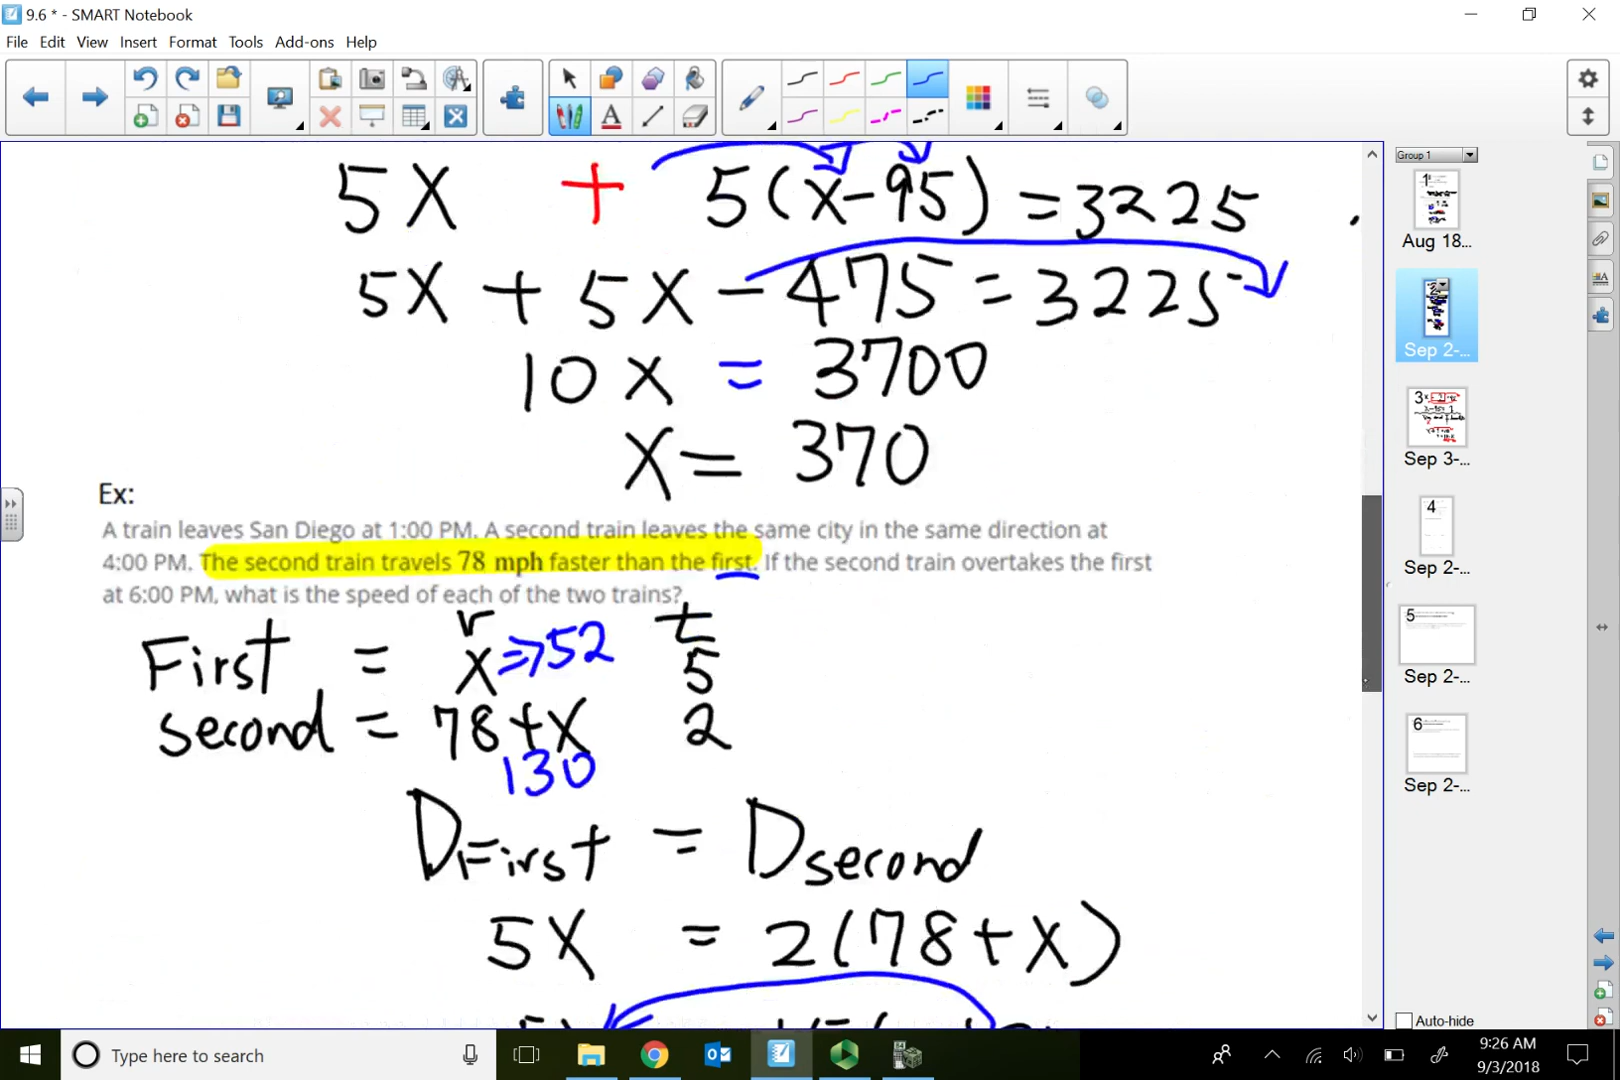 9.6 * - SMART Notebook
File Edit View Insert Format Tools Add-ons Help
5X + 5(x-95) = 3225
5X + 5X - 475 = 3225
10X = 3700
X = 370
Ex:
A train leaves San Diego at 1:00 PM. A second train leaves the same city in the same direction at
4:00 PM. The second train travels 78 mph faster than the first. If the second train overtakes the first
at 6:00 PM, what is the speed of each of the two trains?
r t
First = x => 52 5
second = 78 + X 2
130
DFirst = Dsecond
5X = 2(78+X)
Group 1
1
Aug 18...
Sep 2-...
3
Sep 3-...
4
Sep 2-...
5
Sep 2-...
6
Sep 2-...
Auto-hide
Type here to search
9:26 AM
9/3/2018